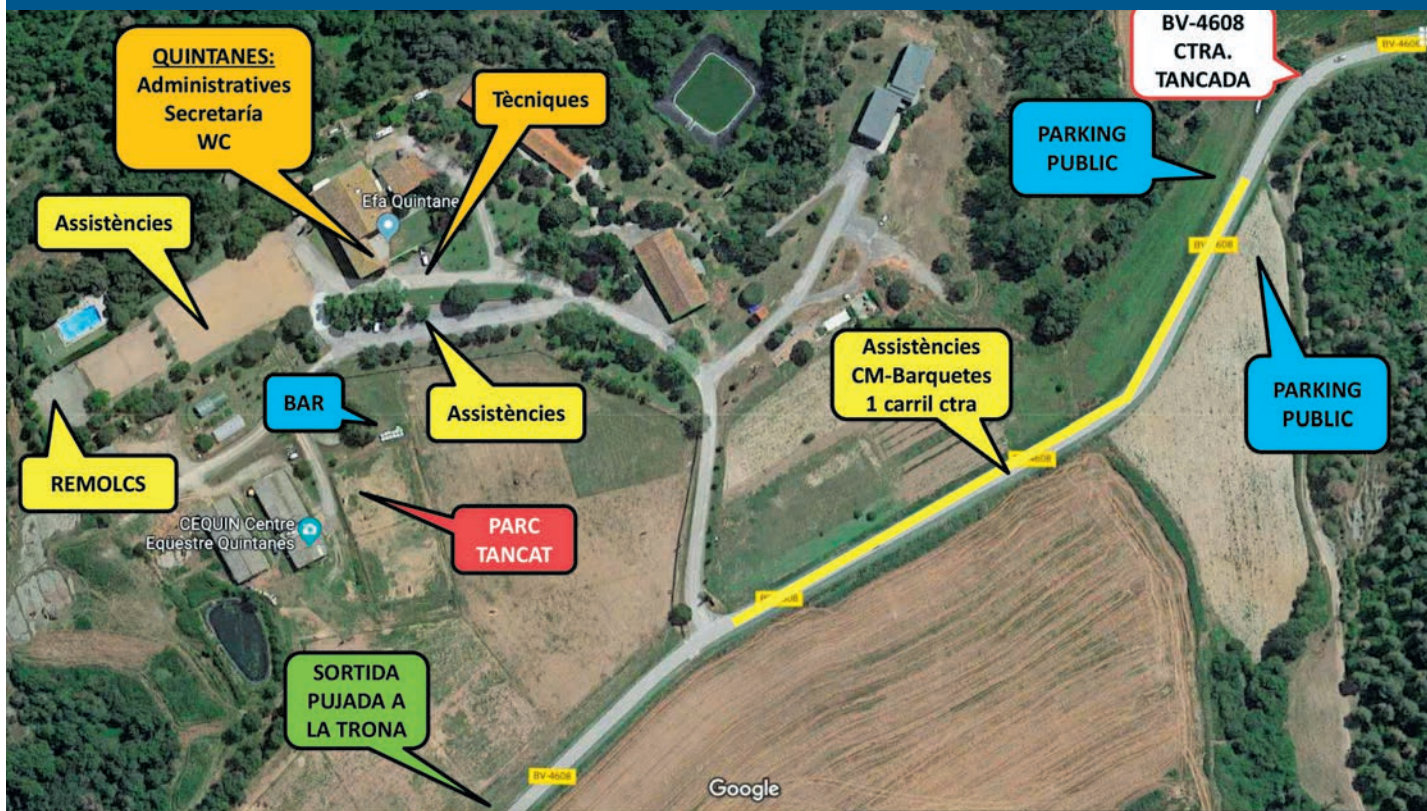 BV-4608
CTRA.
TANCADA
BV-4608
QUINTANES:
Administratives
Secretaría
WC
Tècniques
PARKING
PUBLIC
Efa Quintane
Assistències
BV-4608
Assistències
CM-Barquetes
1 carril ctra
PARKING
PUBLIC
BAR
Assistències
REMOLCS
CEQUIN Centre
Equestre Quintanes
PARC
TANCAT
SORTIDA
PUJADA A
LA TRONA
BV-4608
Google